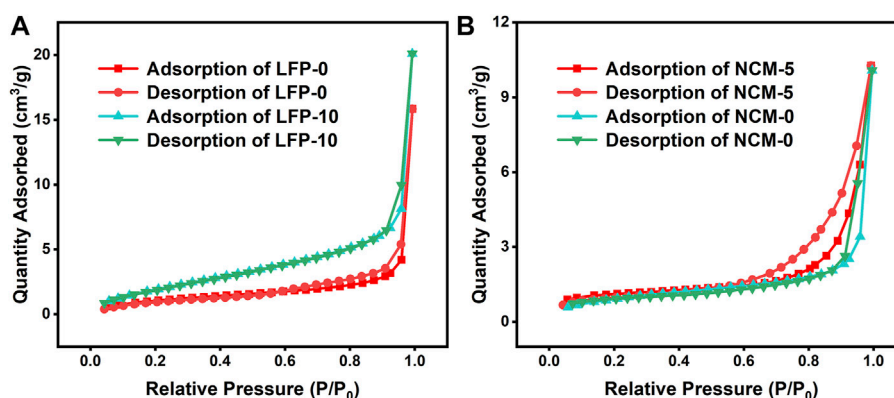 A
Quantity Adsorbed (cm³/g)
20
15
10
5
0
Adsorption of LFP-0
Desorption of LFP-0
Adsorption of LFP-10
Desorption of LFP-10
0.0 0.2 0.4 0.6 0.8 1.0
Relative Pressure (P/P₀)
B
Quantity Adsorbed (cm³/g)
12
9
6
3
0
Adsorption of NCM-5
Desorption of NCM-5
Adsorption of NCM-0
Desorption of NCM-0
0.0 0.2 0.4 0.6 0.8 1.0
Relative Pressure (P/P₀)